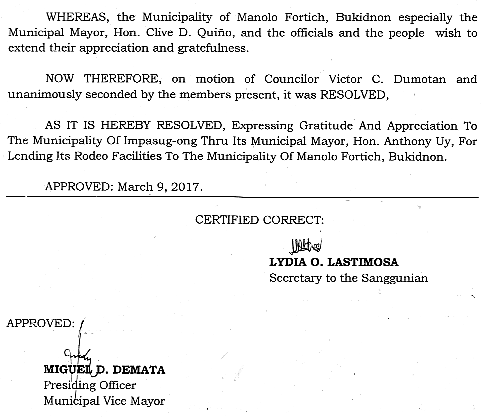 WHEREAS, the Municipality of Manolo Fortich, Bukidnon especially the
Municipal Mayor, Hon. Clive D. Quiño, and the officials and the people wish to
extend their appreciation and gratefulness.
NOW THEREFORE, on motion of Councilor Victor C. Dumotan and
unanimously seconded by the members present, it was RESOLVED,
AS IT IS HEREBY RESOLVED, Expressing Gratitude And Appreciation To
The Municipality Of Impasug-ong Thru Its Municipal Mayor, Hon. Anthony Uy, For
Lending Its Rodeo Facilities To The Municipality Of Manolo Fortich, Bukidnon.
APPROVED: March 9, 2017.
CERTIFIED CORRECT:
LYDIA O. LASTIMOSA
Secretary to the Sanggunian
APPROVED:
MIGUEL D. DEMATA
Presiding Officer
Municipal Vice Mayor